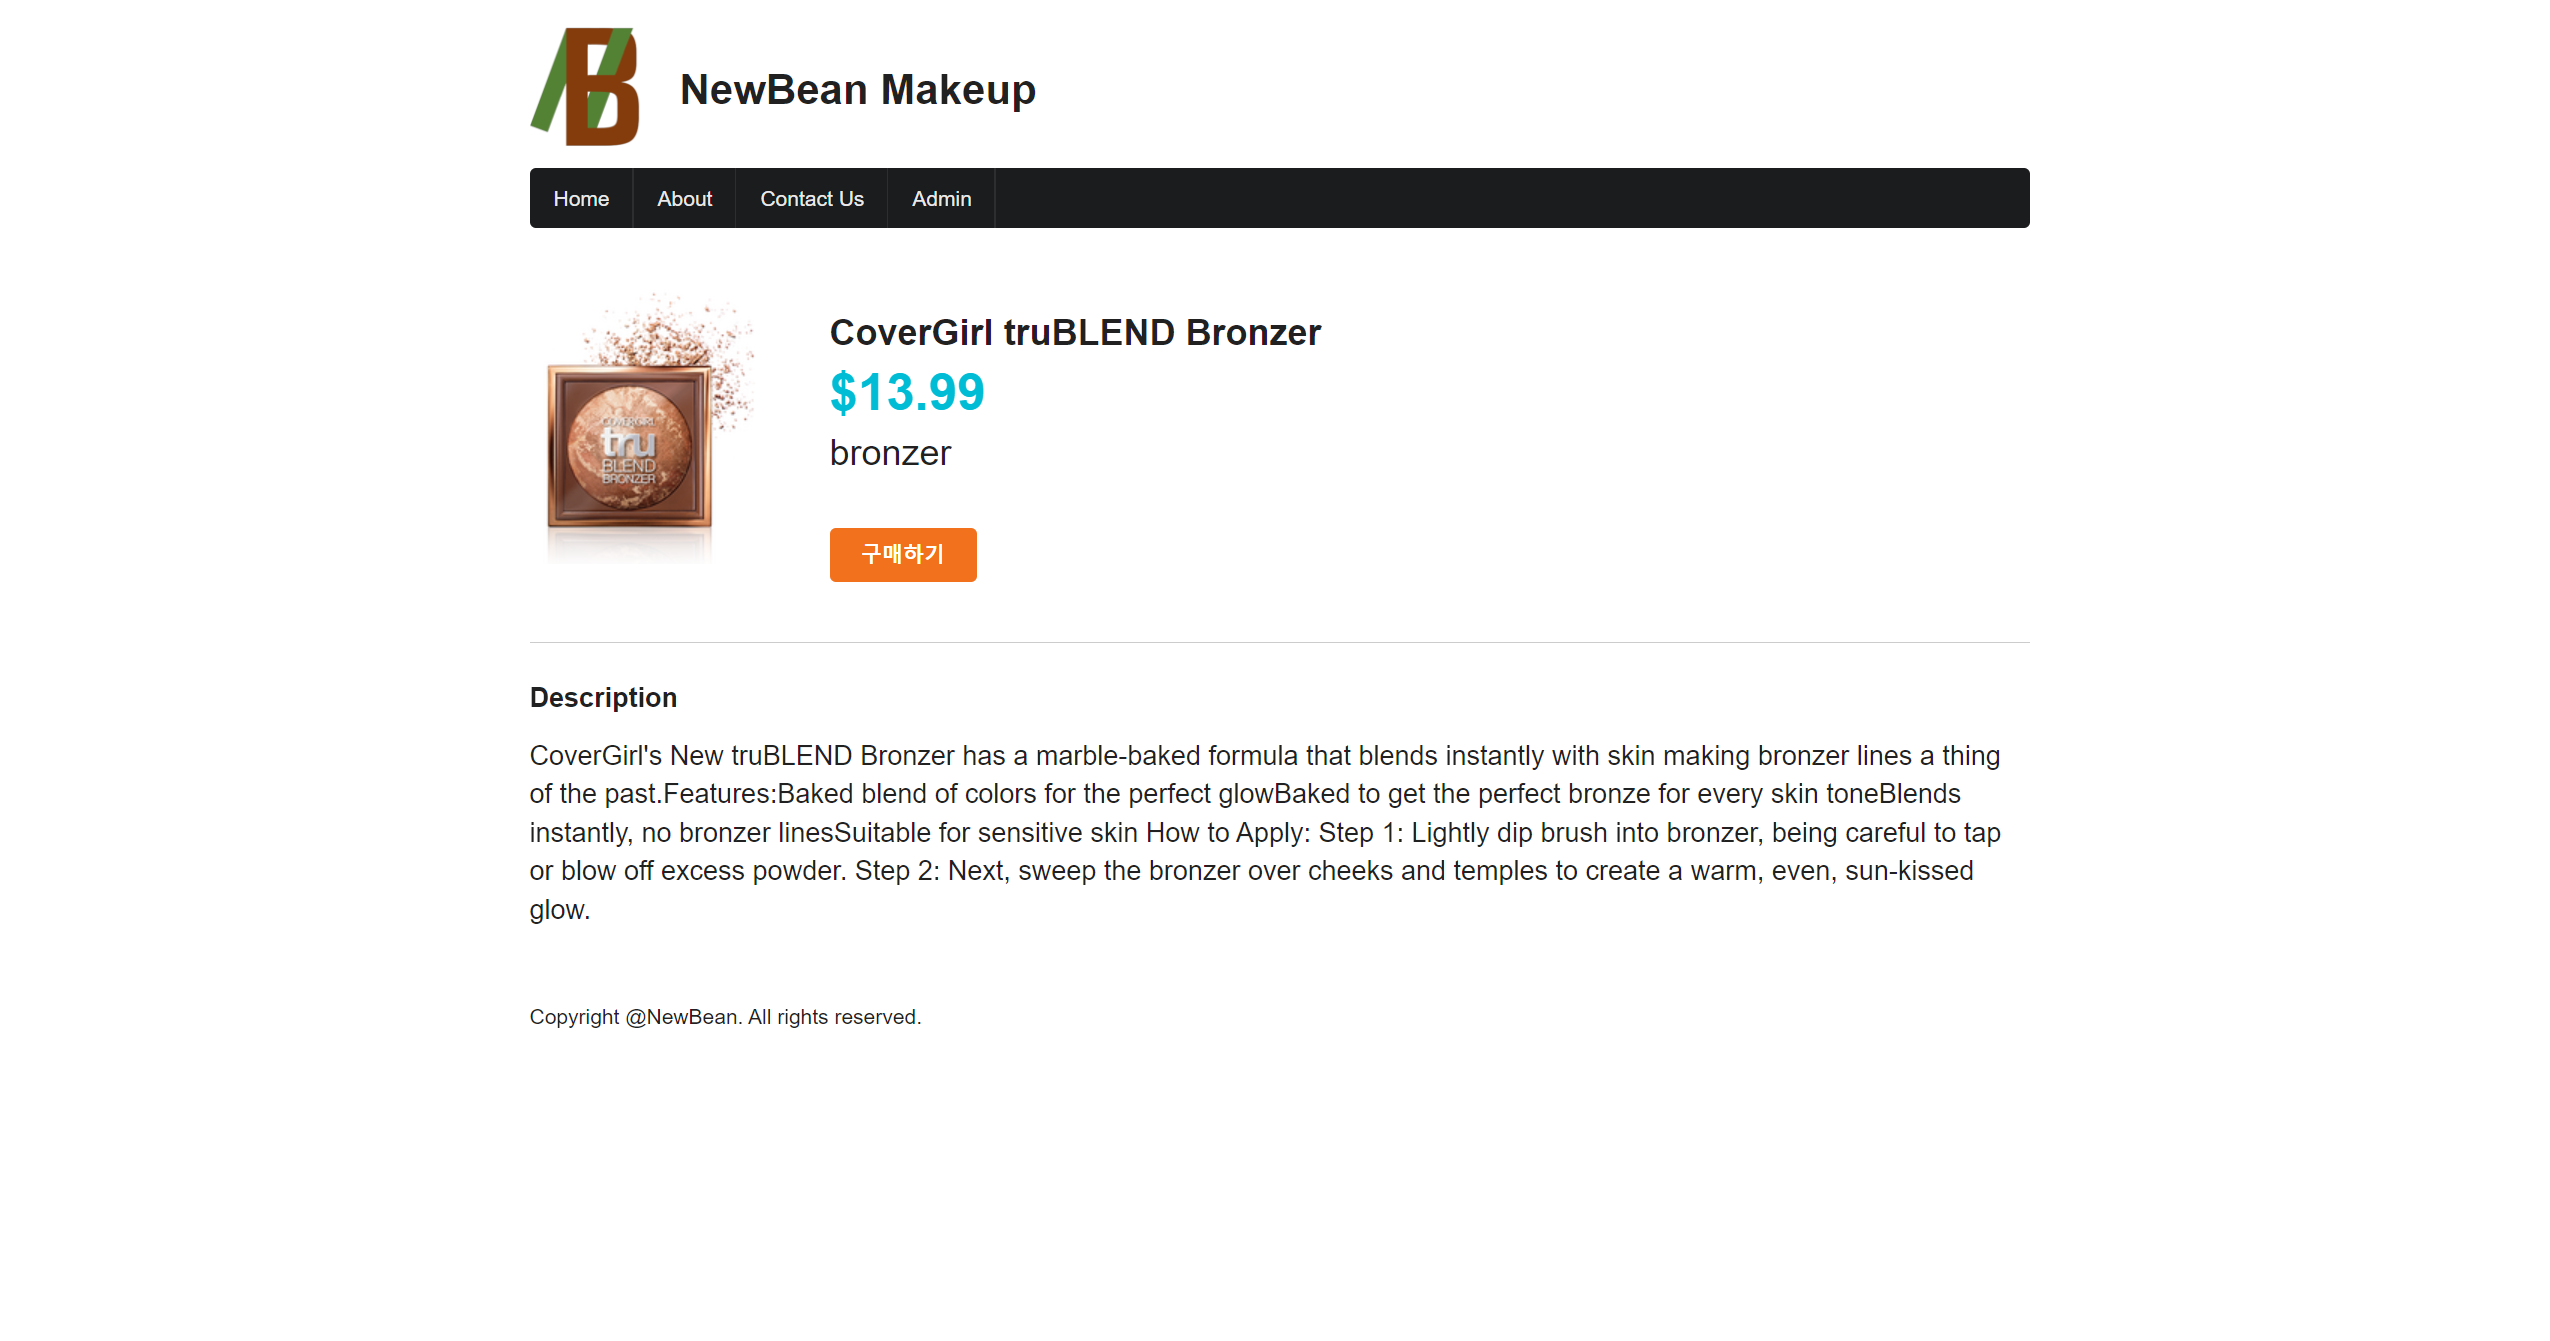 NB
NewBean Makeup
Home About Contact Us Admin
COVERGIRL
tru
BLEND
BRONZER
CoverGirl truBLEND Bronzer
$13.99
bronzer
구매하기
Description
CoverGirl's New truBLEND Bronzer has a marble-baked formula that blends instantly with skin making bronzer lines a thing
of the past.Features:Baked blend of colors for the perfect glowBaked to get the perfect bronze for every skin toneBlends
instantly, no bronzer linesSuitable for sensitive skin How to Apply: Step 1: Lightly dip brush into bronzer, being careful to tap
or blow off excess powder. Step 2: Next, sweep the bronzer over cheeks and temples to create a warm, even, sun-kissed
glow.
Copyright @NewBean. All rights reserved.